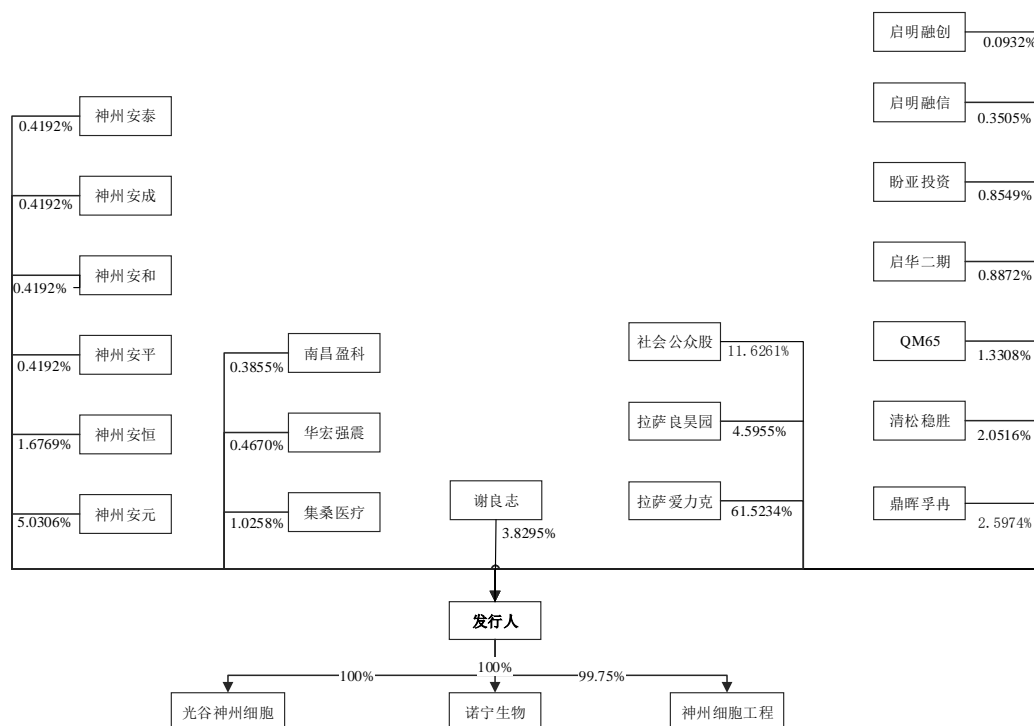 启明融创
0.0932%
神州安泰
0.4192%
启明融信
0.3505%
神州安成
0.4192%
盼亚投资
0.8549%
神州安和
0.4192%
启华二期
0.8872%
神州安平
0.4192%
南昌盈科
0.3855%
社会公众股
11.6261%
QM65
1.3308%
神州安恒
1.6769%
华宏强震
0.4670%
拉萨良昊园
4.5955%
清松稳胜
2.0516%
神州安元
5.0306%
集桑医疗
1.0258%
谢良志
3.8295%
拉萨爱力克
61.5234%
鼎晖孚冉
2.5974%
发行人
100%
100%
99.75%
光谷神州细胞
诺宁生物
神州细胞工程